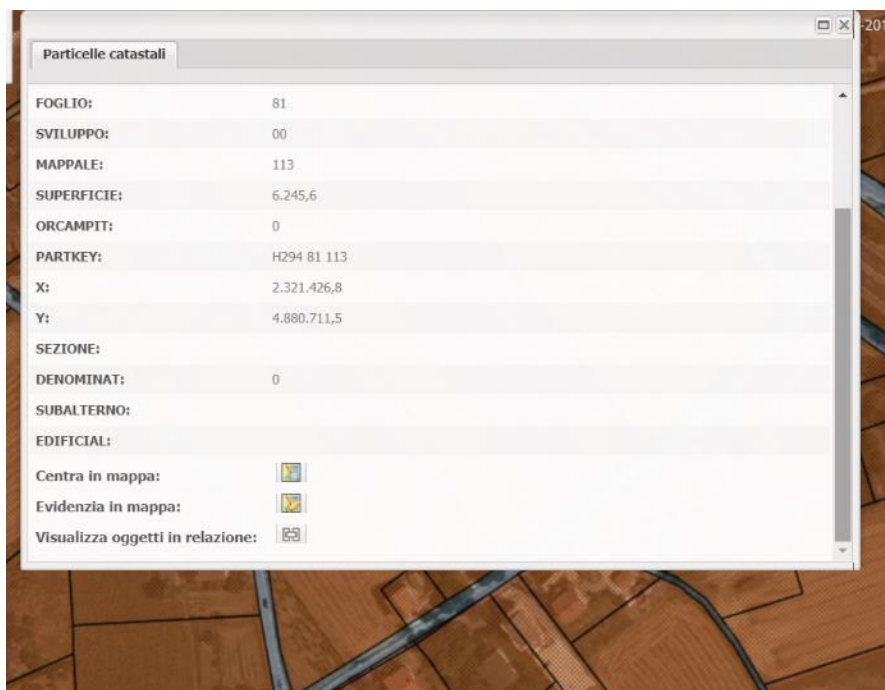 -201
Particelle catastali
FOGLIO: 81
SVILUPPO: 00
MAPPALE: 113
SUPERFICIE: 6.245,6
ORCAMPIT: 0
PARTKEY: H294 81 113
X: 2.321.426,8
Y: 4.880.711,5
SEZIONE:
DENOMINAT: 0
SUBALTERNO:
EDIFICIAL:
Centra in mappa:
Evidenzia in mappa:
Visualizza oggetti in relazione: